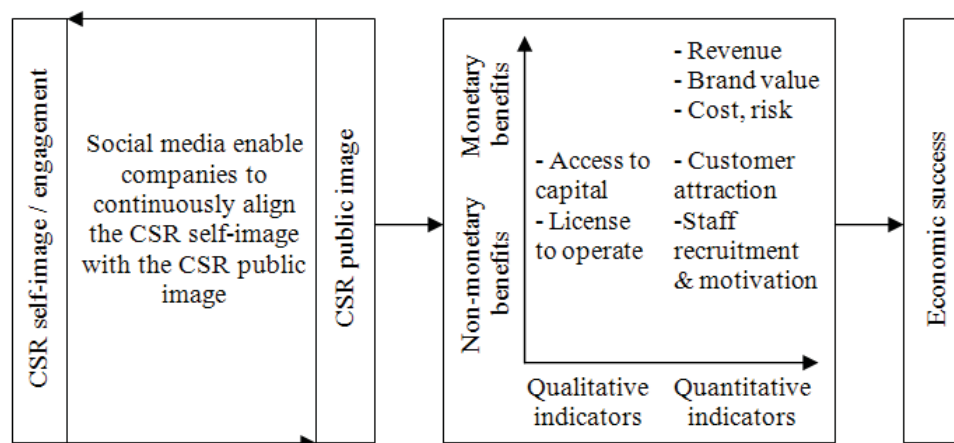 CSR self-image / engagement
Social media enable
companies to
continuously align
the CSR self-image
with the CSR public
image
CSR public image
Monetary
benefits
Non-monetary
benefits
- Access to
capital
- License
to operate
- Revenue
- Brand value
- Cost, risk
- Customer
attraction
-Staff
recruitment
& motivation
Qualitative
indicators
Quantitative
indicators
Economic success